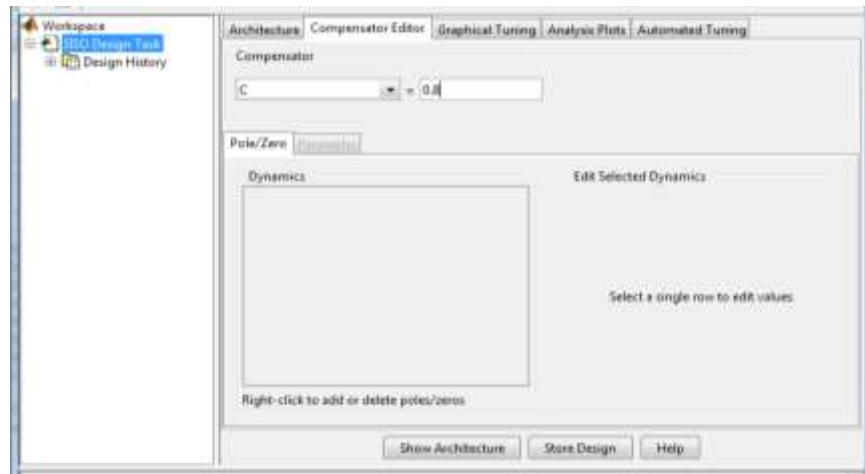 Workspace
SISO Design Task
Design History
Architecture Compensator Editor Graphical Tuning Analysis Plots Automated Tuning
Compensator
C = 0.8
Pole/Zero Parameter
Dynamics Edit Selected Dynamics
Select a single row to edit values
Right-click to add or delete poles/zeros
Show Architecture Store Design Help